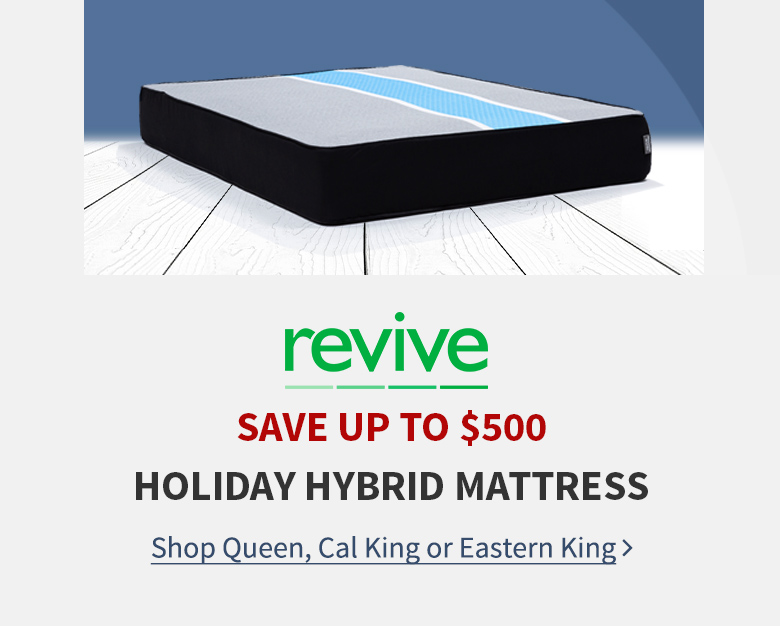 revive
SAVE UP TO $500
HOLIDAY HYBRID MATTRESS
Shop Queen, Cal King or Eastern King >